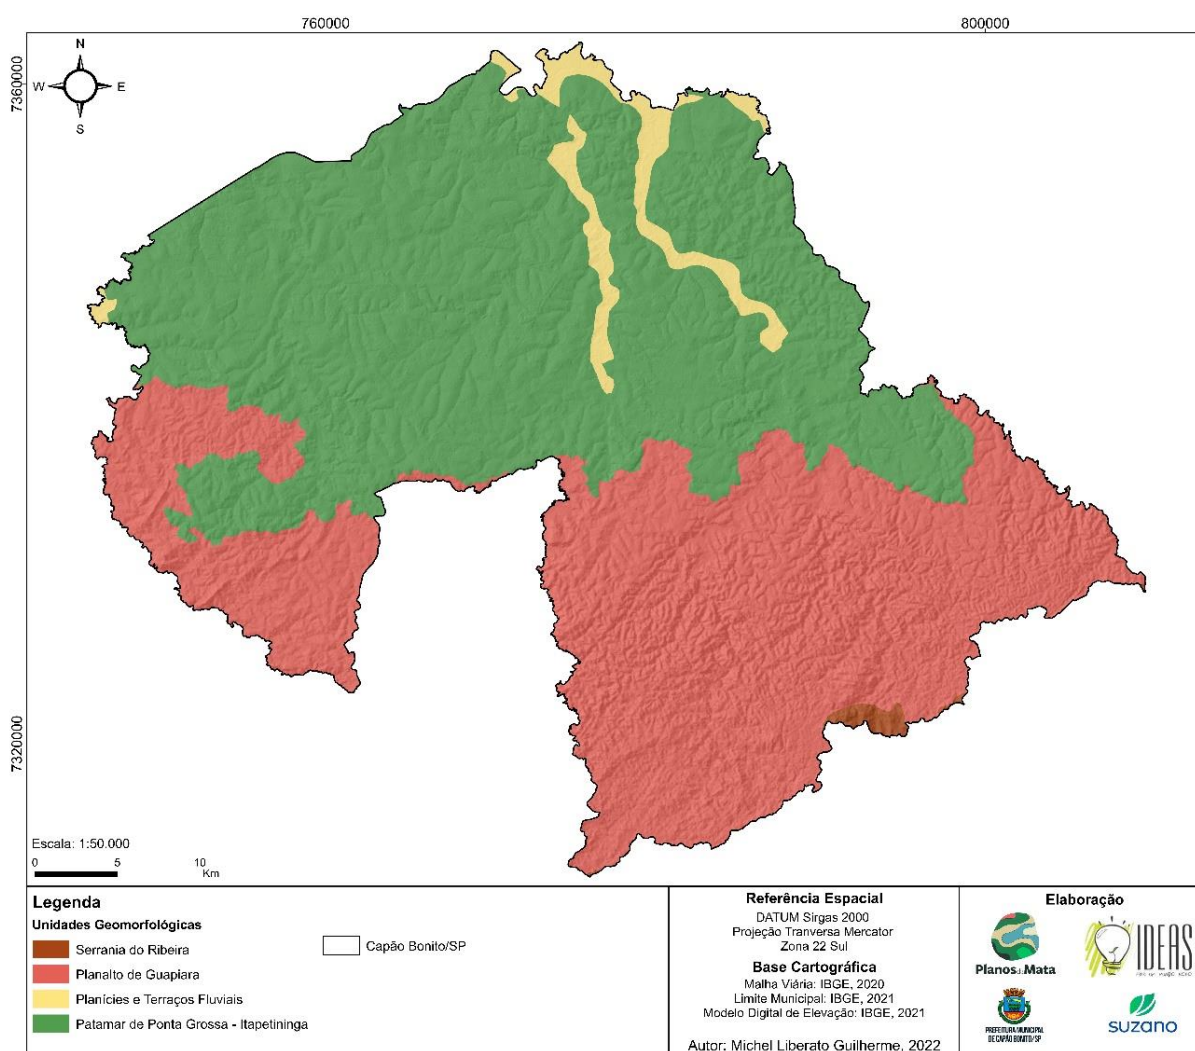 760000
800000
N
W
E
S
7360000
7320000
Escala: 1:50.000
0 5 10
Km
Legenda
Unidades Geomorfológicas
Serrania do Ribeira
Planalto de Guapiara
Planícies e Terraços Fluviais
Patamar de Ponta Grossa - Itapetininga
Capão Bonito/SP
Referência Espacial
DATUM Sirgas 2000
Projeção Tranversa Mercator
Zona 22 Sul
Base Cartográfica
Malha Viária: IBGE, 2020
Limite Municipal: IBGE, 2021
Modelo Digital de Elevação: IBGE, 2021
Autor: Michel Liberato Guilherme, 2022
Elaboração
Planos da Mata
IDEAS
PREFEITURA MUNICIPAL
DE CAPÃO BONITO/SP
suzano